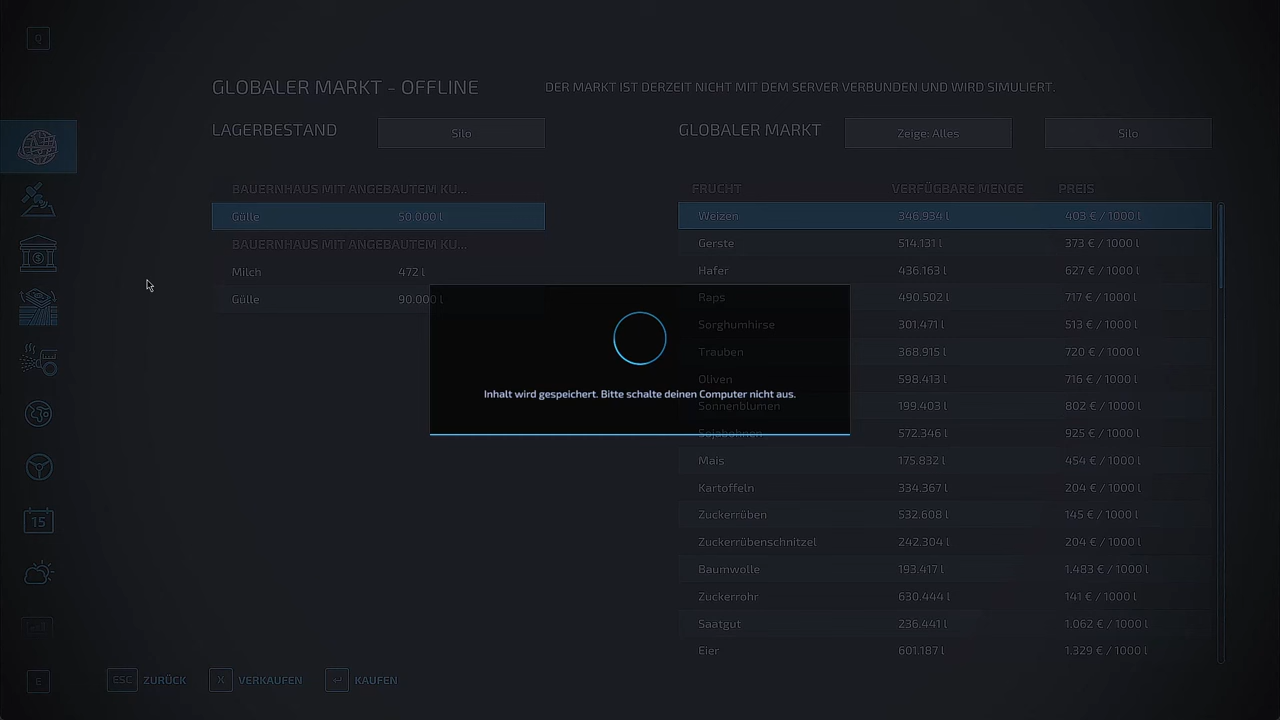 Q
GLOBALER MARKT - OFFLINE
DER MARKT IST DERZEIT NICHT MIT DEM SERVER VERBUNDEN UND WIRD SIMULIERT.
LAGERBESTAND
Silo
GLOBALER MARKT
Zeige: Alles
Silo
BAUERNHAUS MIT ANGEBAUTEM KU...
Gülle 50.000 l
BAUERNHAUS MIT ANGEBAUTEM KU...
Milch 472 l
Gülle 90.000 l
FRUCHT VERFÜGBARE MENGE PREIS
Weizen 346.934 l 403 € / 1000 l
Gerste 514.131 l 373 € / 1000 l
Hafer 436.163 l 627 € / 1000 l
Raps 490.502 l 717 € / 1000 l
Sorghumhirse 301.471 l 513 € / 1000 l
Trauben 368.915 l 720 € / 1000 l
Oliven 598.413 l 716 € / 1000 l
Sonnenblumen 199.403 l 802 € / 1000 l
Sojabohnen 572.346 l 925 € / 1000 l
Mais 175.832 l 454 € / 1000 l
Kartoffeln 334.367 l 204 € / 1000 l
Zuckerrüben 532.608 l 145 € / 1000 l
Zuckerrübenschnitzel 242.304 l 204 € / 1000 l
Baumwolle 193.417 l 1.483 € / 1000 l
Zuckerrohr 630.444 l 141 € / 1000 l
Saatgut 236.441 l 1.062 € / 1000 l
Eier 601.187 l 1.329 € / 1000 l
Inhalt wird gespeichert. Bitte schalte deinen Computer nicht aus.
15
E
ESC ZURÜCK X VERKAUFEN ↵ KAUFEN